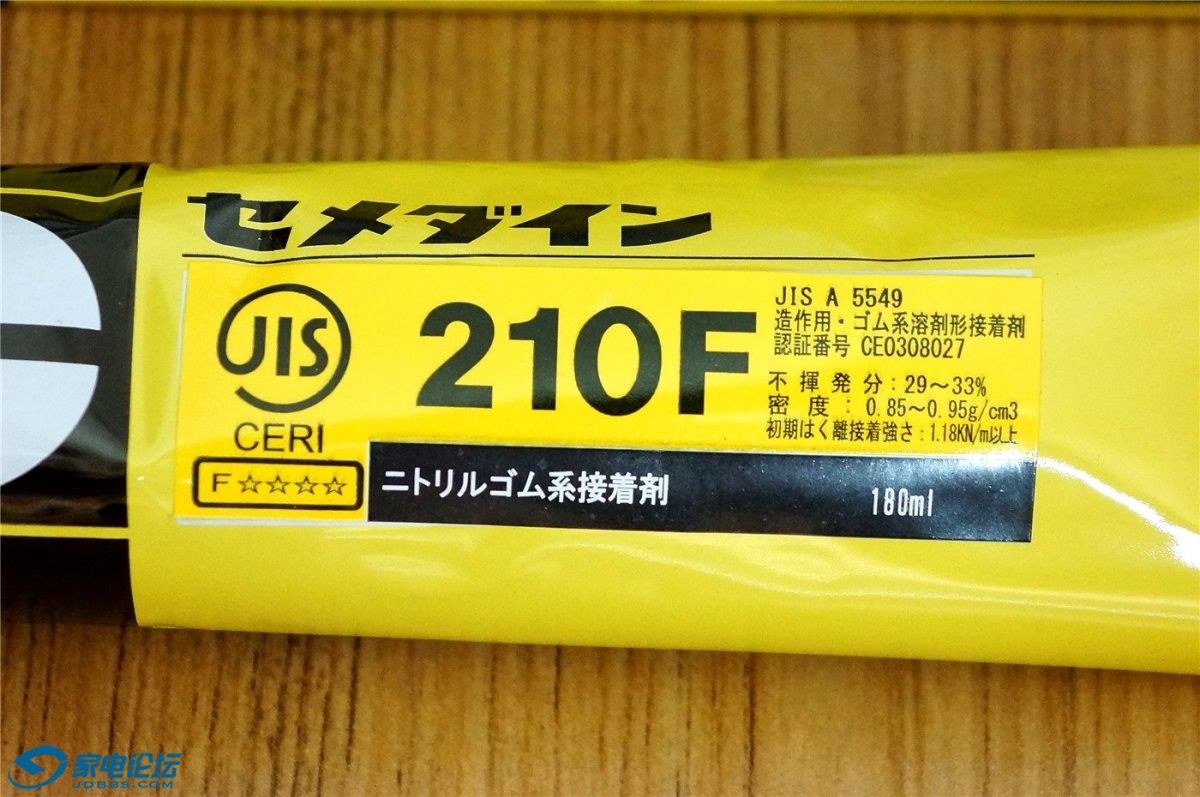 セメダイン
JIS
CERI
F☆☆☆☆
210F
JIS A 5549
造作用・ゴム系溶剤形接着剤
認証番号 CE0308027
不揮発分：29～33%
密度：0.85～0.95g/cm3
初期はく離接着強さ：1.18KN/m以上
ニトリルゴム系接着剤 180ml
家电论坛
JDBBS.COM